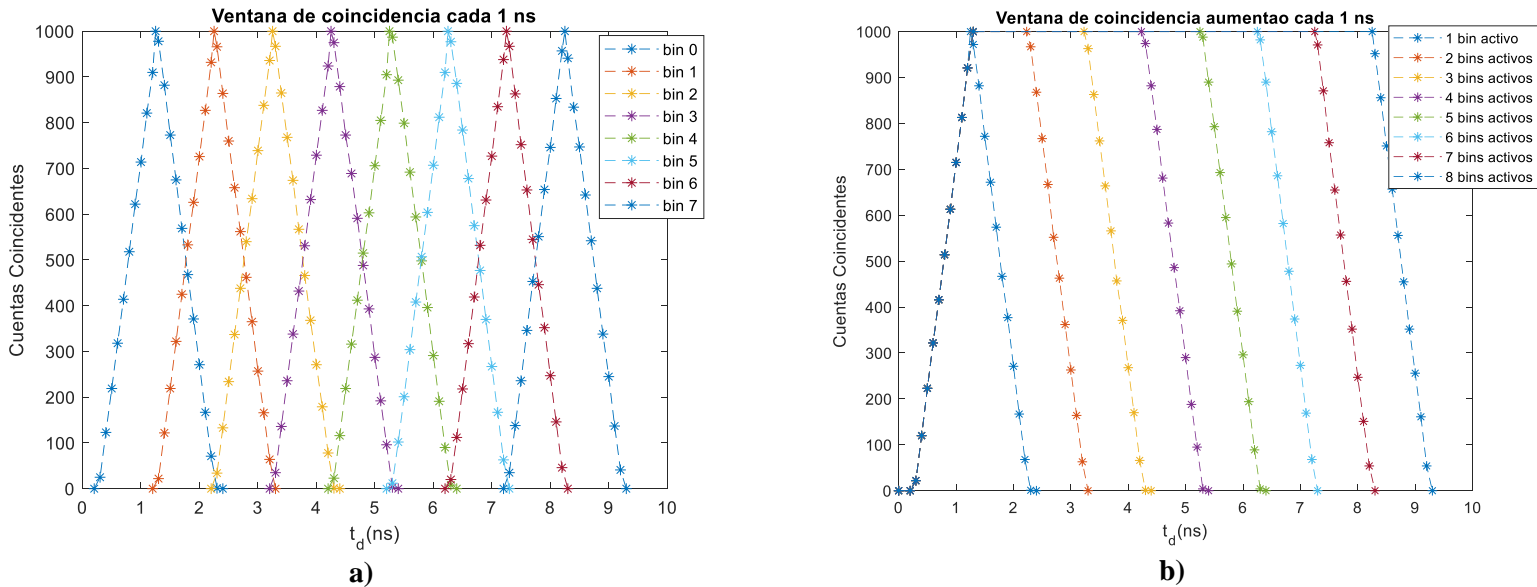 Ventana de coincidencia cada 1 ns
Cuentas Coincidentes
1000
900
800
700
600
500
400
300
200
100
0
0 1 2 3 4 5 6 7 8 9 10
t_d(ns)
bin 0
bin 1
bin 2
bin 3
bin 4
bin 5
bin 6
bin 7
a)
Ventana de coincidencia aumentao cada 1 ns
Cuentas Coincidentes
1000
900
800
700
600
500
400
300
200
100
0
0 1 2 3 4 5 6 7 8 9 10
t_d(ns)
1 bin activo
2 bins activos
3 bins activos
4 bins activos
5 bins activos
6 bins activos
7 bins activos
8 bins activos
b)